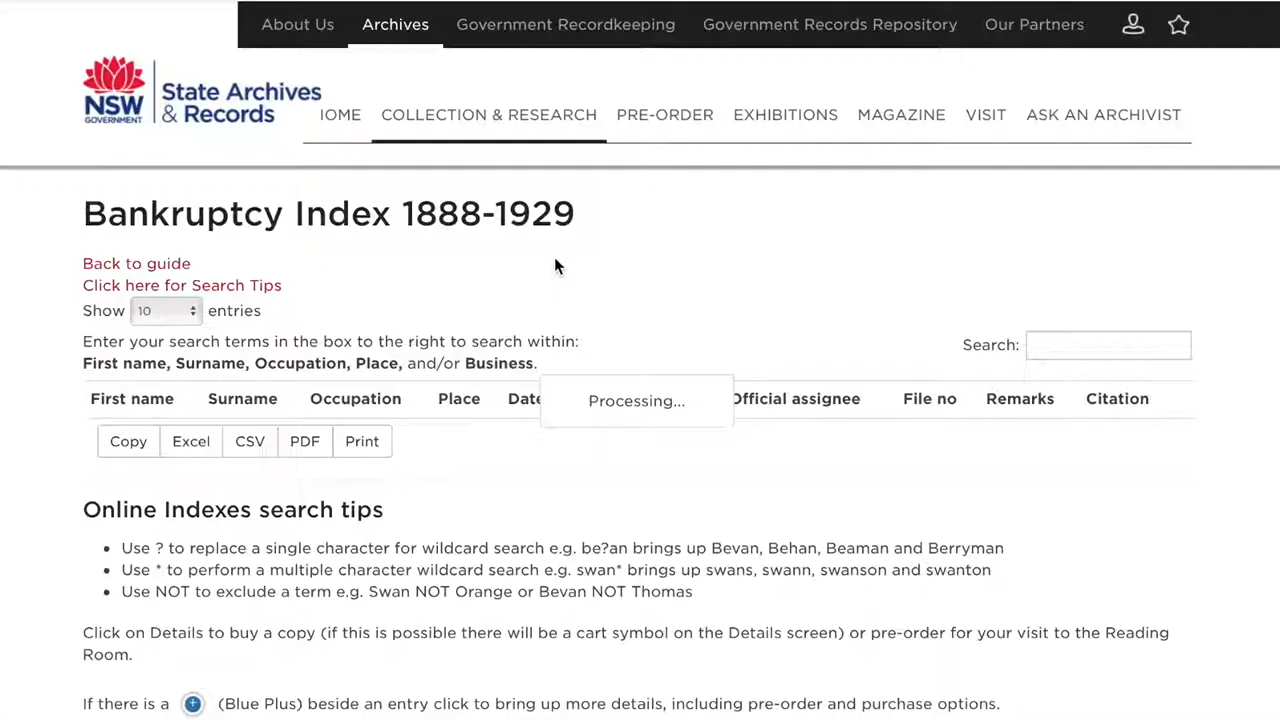 About Us Archives Government Recordkeeping Government Records Repository Our Partners
NSW GOVERNMENT State Archives & Records
IOME COLLECTION & RESEARCH PRE-ORDER EXHIBITIONS MAGAZINE VISIT ASK AN ARCHIVIST
Bankruptcy Index 1888-1929
Back to guide
Click here for Search Tips
Show 10 entries
Enter your search terms in the box to the right to search within: Search:
First name, Surname, Occupation, Place, and/or Business.
First name Surname Occupation Place Date Processing... Official assignee File no Remarks Citation
Copy Excel CSV PDF Print
Online Indexes search tips
• Use ? to replace a single character for wildcard search e.g. be?an brings up Bevan, Behan, Beaman and Berryman
• Use * to perform a multiple character wildcard search e.g. swan* brings up swans, swann, swanson and swanton
• Use NOT to exclude a term e.g. Swan NOT Orange or Bevan NOT Thomas
Click on Details to buy a copy (if this is possible there will be a cart symbol on the Details screen) or pre-order for your visit to the Reading
Room.
If there is a (Blue Plus) beside an entry click to bring up more details, including pre-order and purchase options.